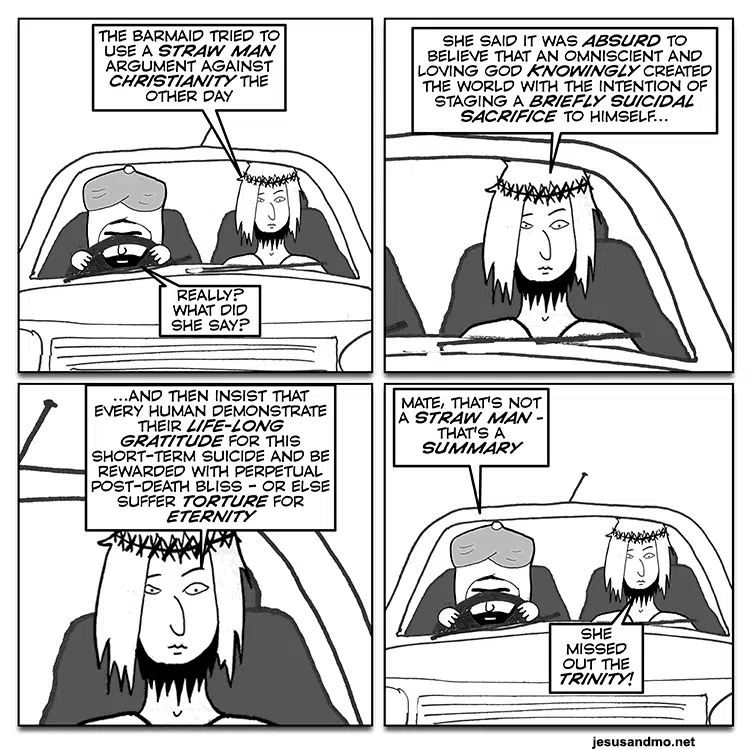 THE BARMAID TRIED TO
USE A STRAW MAN
ARGUMENT AGAINST
CHRISTIANITY THE
OTHER DAY
REALLY?
WHAT DID
SHE SAY?
SHE SAID IT WAS ABSURD TO
BELIEVE THAT AN OMNISCIENT AND
LOVING GOD KNOWINGLY CREATED
THE WORLD WITH THE INTENTION OF
STAGING A BRIEFLY SUICIDAL
SACRIFICE TO HIMSELF...
...AND THEN INSIST THAT
EVERY HUMAN DEMONSTRATE
THEIR LIFE-LONG
GRATITUDE FOR THIS
SHORT-TERM SUICIDE AND BE
REWARDED WITH PERPETUAL
POST-DEATH BLISS - OR ELSE
SUFFER TORTURE FOR
ETERNITY
MATE, THAT'S NOT
A STRAW MAN -
THAT'S A
SUMMARY
SHE
MISSED
OUT THE
TRINITY!
jesusandmo.net